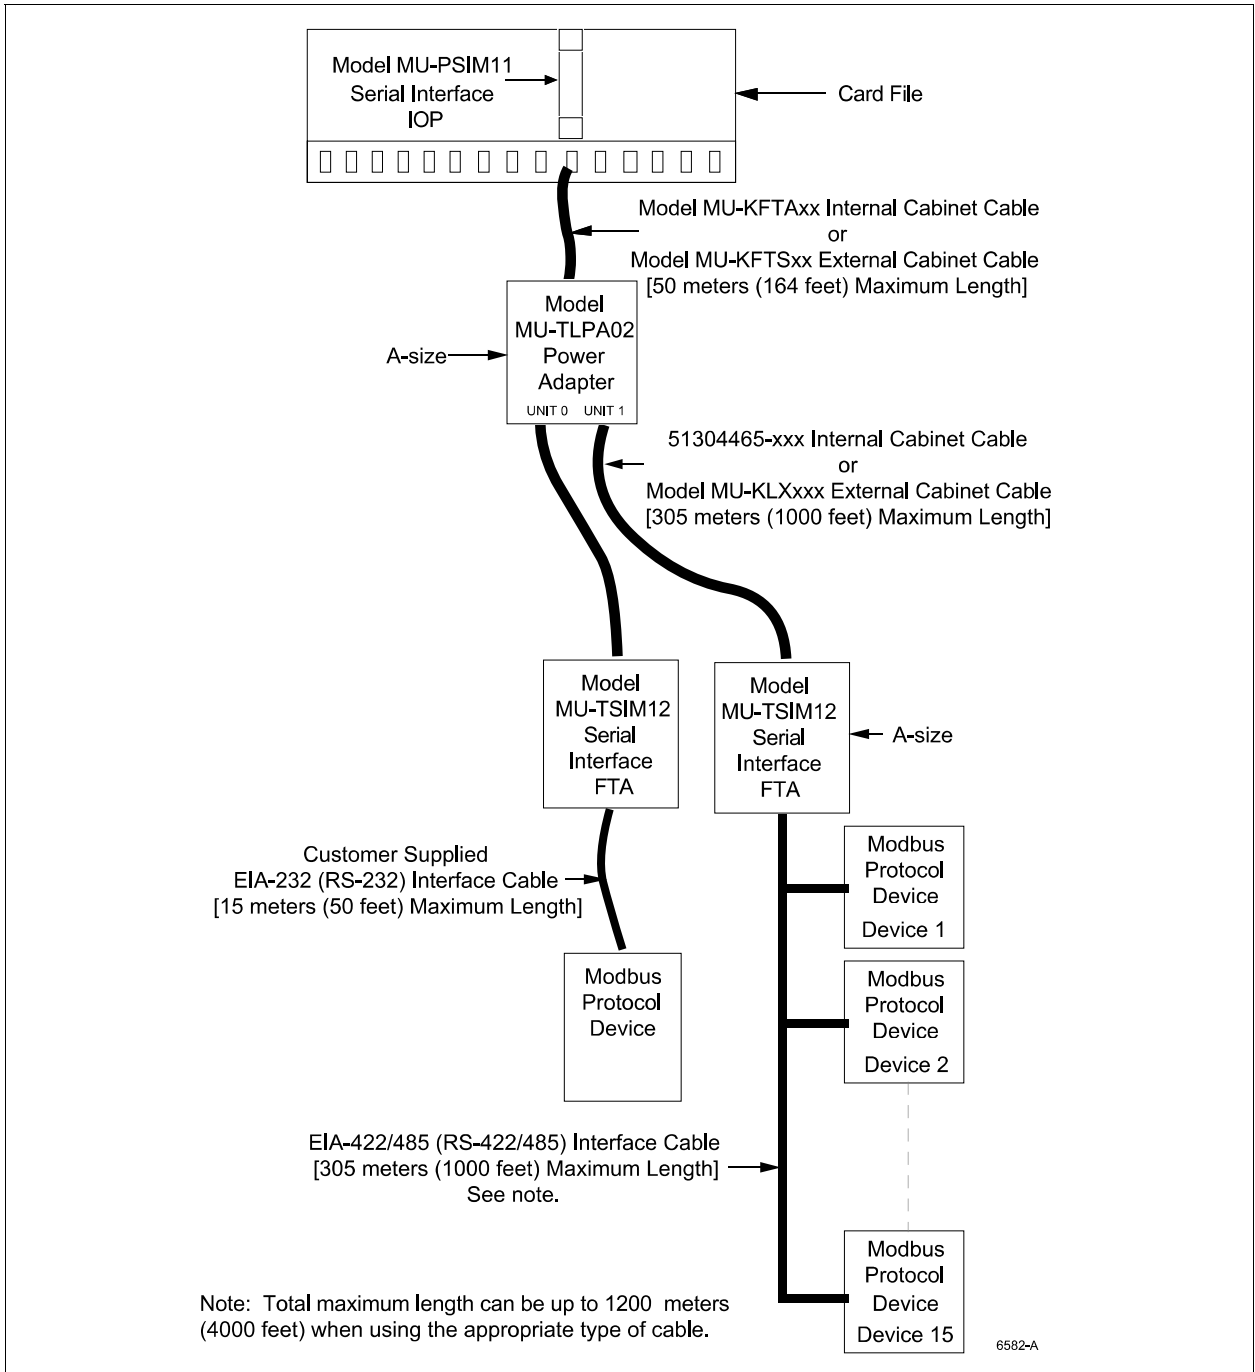 Model MU-PSIM11
Serial Interface
IOP
Card File
Model MU-KFTAxx Internal Cabinet Cable
or
Model MU-KFTSxx External Cabinet Cable
[50 meters (164 feet) Maximum Length]
Model
MU-TLPA02
Power
Adapter
UNIT 0 UNIT 1
A-size
51304465-xxx Internal Cabinet Cable
or
Model MU-KLXxxx External Cabinet Cable
[305 meters (1000 feet) Maximum Length]
Model
MU-TSIM12
Serial
Interface
FTA
Model
MU-TSIM12
Serial
Interface
FTA
A-size
Customer Supplied
EIA-232 (RS-232) Interface Cable
[15 meters (50 feet) Maximum Length]
Modbus
Protocol
Device
Modbus
Protocol
Device
Device 1
Modbus
Protocol
Device
Device 2
EIA-422/485 (RS-422/485) Interface Cable
[305 meters (1000 feet) Maximum Length]
See note.
Modbus
Protocol
Device
Device 15
Note: Total maximum length can be up to 1200 meters
(4000 feet) when using the appropriate type of cable.
6582-A